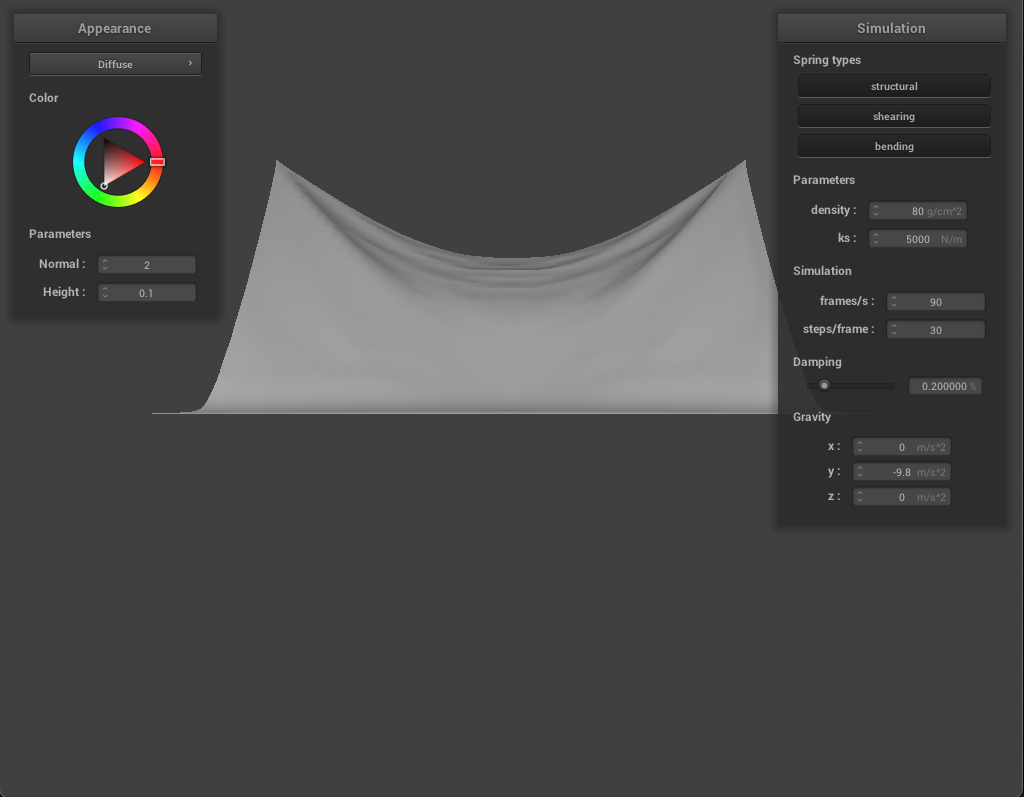 Appearance
Diffuse ›
Color
Parameters
Normal : 2
Height : 0.1
Simulation
Spring types
structural
shearing
bending
Parameters
density : 80 g/cm^2
ks : 5000 N/m
Simulation
frames/s : 90
steps/frame : 30
Damping
0.200000 %
Gravity
x : 0 m/s^2
y : -9.8 m/s^2
z : 0 m/s^2